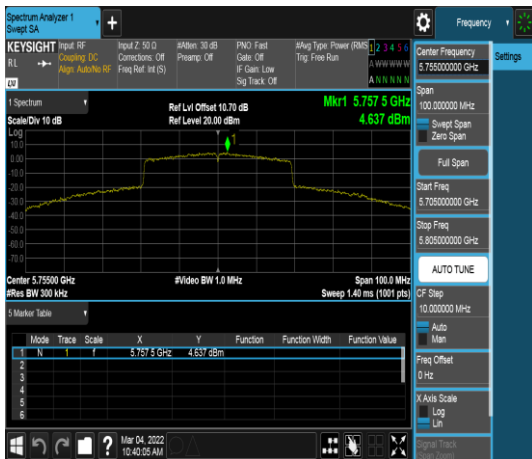 Spectrum Analyzer 1
Swept SA
+
Frequency
Settings
KEYSIGHT
RL
Input: RF
Coupling: DC
Align: Auto/No RF
Input Z: 50 Ω
Corrections: Off
Freq Ref: Int (S)
#Atten: 30 dB
Preamp: Off
PNO: Fast
Gate: Off
IF Gain: Low
Sig Track: Off
#Avg Type: Power (RMS
Trig: Free Run
1 2 3 4 5 6
A W W W W W
A N N N N N
1 Spectrum
Scale/Div 10 dB
Ref Lvl Offset 10.70 dB
Ref Level 20.00 dBm
Mkr1 5.757 5 GHz
4.637 dBm
Log
10.0
0.00
-10.0
-20.0
-30.0
-40.0
-50.0
-60.0
-70.0
1
Center 5.75500 GHz
#Res BW 300 kHz
#Video BW 1.0 MHz
Span 100.0 MHz
Sweep 1.40 ms (1001 pts)
5 Marker Table
Mode Trace Scale X Y Function Function Width Function Value
1 N 1 f 5.757 5 GHz 4.637 dBm
2
3
4
5
6
Mar 04, 2022
10:40:05 AM
Center Frequency
5.755000000 GHz
Span
100.000000 MHz
Swept Span
Zero Span
Full Span
Start Freq
5.705000000 GHz
Stop Freq
5.805000000 GHz
AUTO TUNE
CF Step
10.000000 MHz
Auto
Man
Freq Offset
0 Hz
X Axis Scale
Log
Lin
Signal Track
(Span Zoom)